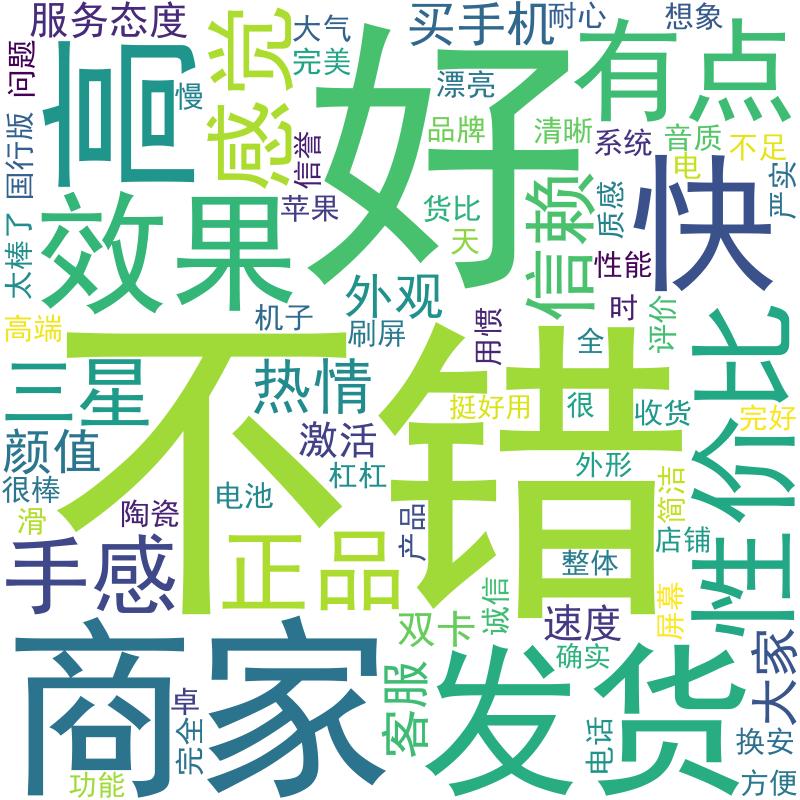 服务态度
大气
买手机
耐心
想象
问题
高
慢
感觉
完美
好
漂亮
有点
国行版
信誉
品牌
清晰
系统
音质
电
不足
太棒了
效果
苹果
货比
天
信赖
质感
快
严实
性能
高端
机子
外观
刷屏
用惯
时
全
评价
性价比
三星
不错
热情
挺好用
很
收货
完好
颜值
激活
杠杠
外形
很棒
滑
陶瓷
电池
产品
简洁
手感
正品
整体
店铺
诚信
屏幕
双卡
速度
商家
客服
发货
确实
大家
卓
完全
电话
换安
功能
方便